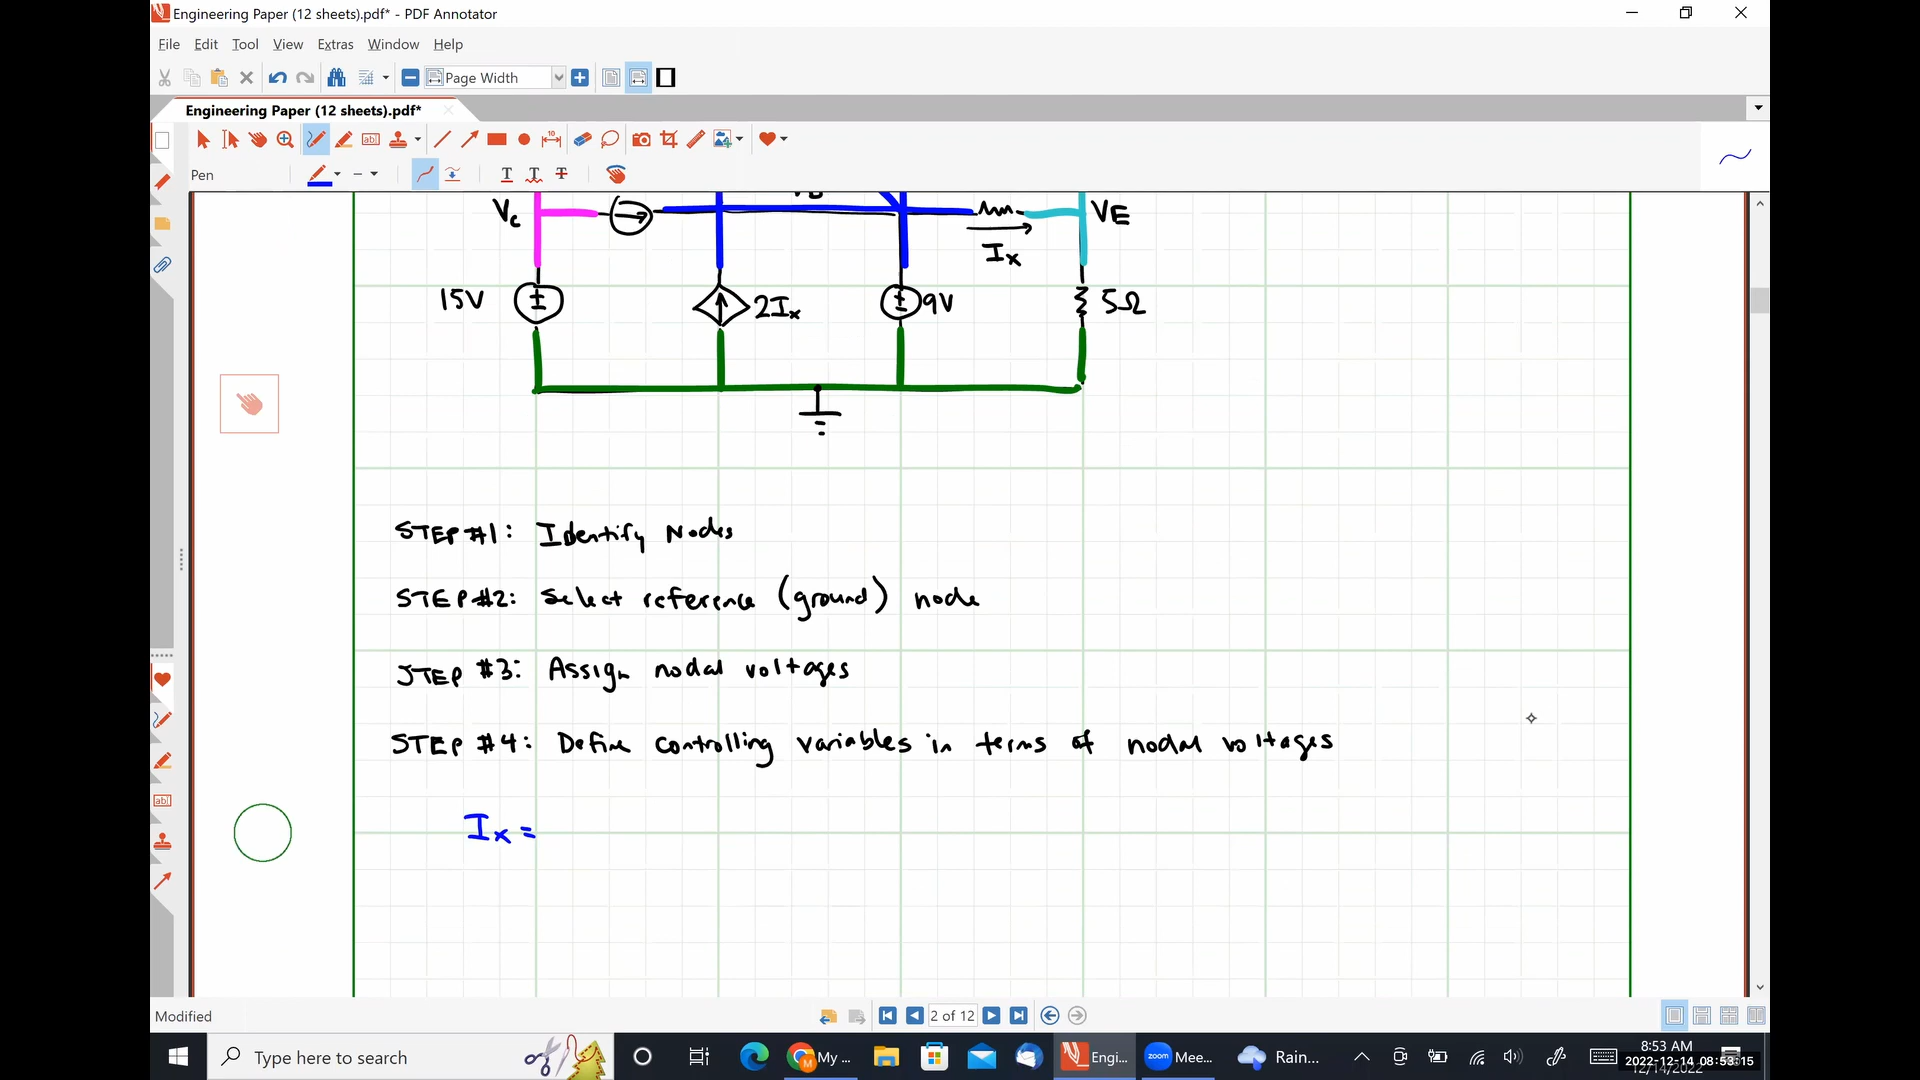 Engineering Paper (12 sheets).pdf* - PDF Annotator
File Edit Tool View Extras Window Help
Page Width
Engineering Paper (12 sheets).pdf*
Pen
Vc
VE
Ix
15V
2Ix
9V
5Ω
STEP #1: Identify Nodes
STEP #2: Select reference (ground) node
STEP #3: Assign nodal voltages
STEP #4: Define controlling variables in terms of nodal voltages
Ix =
Modified
2 of 12
Type here to search
My ...
Engi...
zoom
Mee...
Rain...
8:53 AM
2022-12-14 08:53:15
12/14/2022